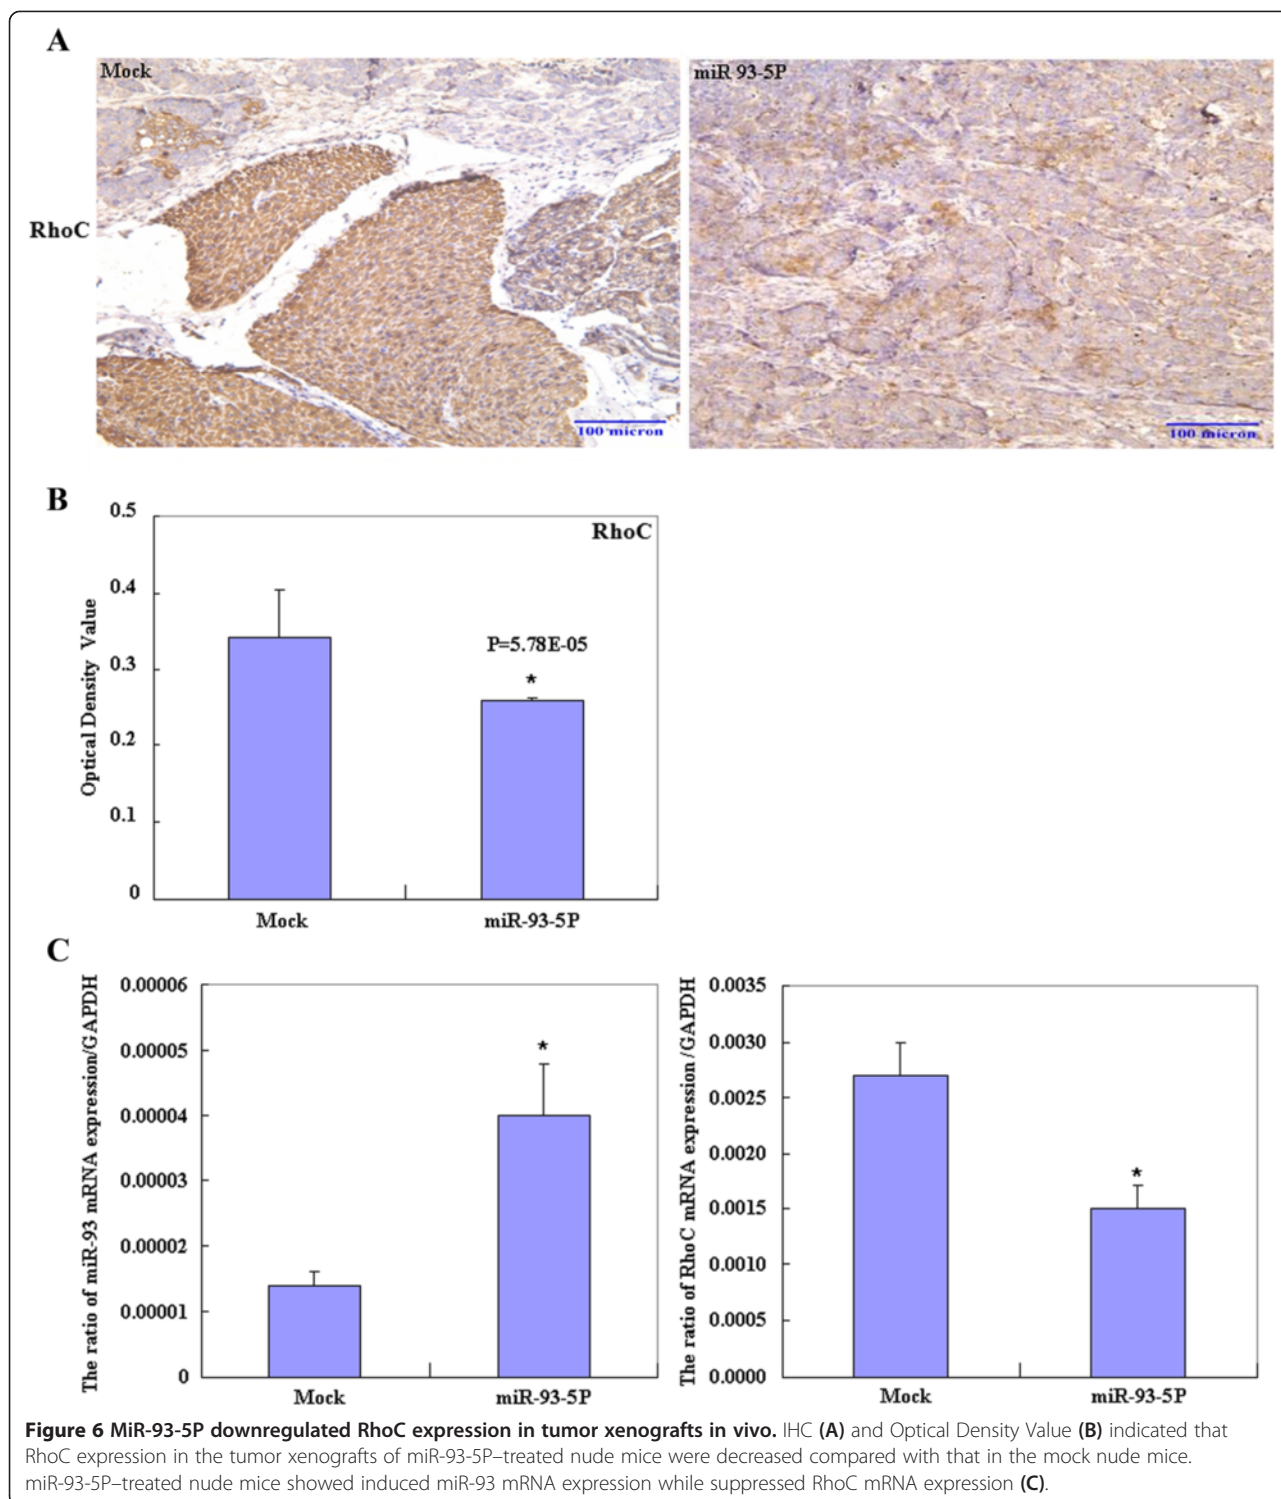 A
Mock
miR 93-5P
RhoC
100 micron
100 micron
B
0.5
0.4
0.3
0.2
0.1
0
Optical Density Value
RhoC
P=5.78E-05
*
Mock
miR-93-5P
C
0.00006
0.00005
0.00004
0.00003
0.00002
0.00001
0
The ratio of miR-93 mRNA expression/GAPDH
*
Mock
miR-93-5P
0.0035
0.0030
0.0025
0.0020
0.0015
0.0010
0.0005
0.0000
The ratio of RhoC mRNA expression /GAPDH
*
Mock
miR-93-5P
Figure 6 MiR-93-5P downregulated RhoC expression in tumor xenografts in vivo. IHC (A) and Optical Density Value (B) indicated that
RhoC expression in the tumor xenografts of miR-93-5P–treated nude mice were decreased compared with that in the mock nude mice.
miR-93-5P–treated nude mice showed induced miR-93 mRNA expression while suppressed RhoC mRNA expression (C).